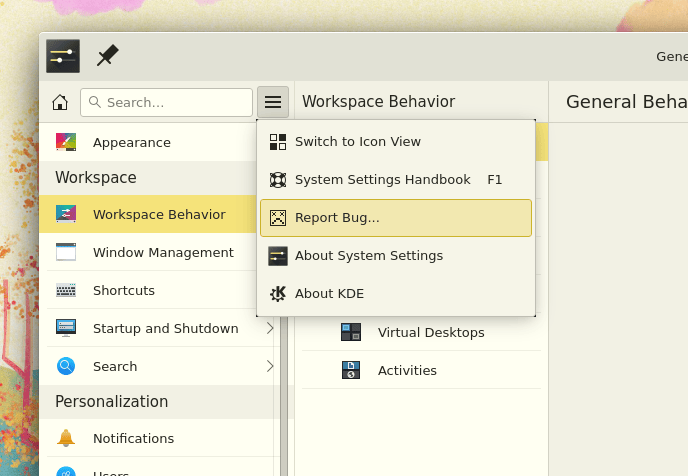 Gene
Search...
Workspace Behavior
General Beha
Appearance
Workspace
Workspace Behavior
Window Management
Shortcuts
Startup and Shutdown
Search
Personalization
Notifications
Users
Switch to Icon View
System Settings Handbook F1
Report Bug...
About System Settings
About KDE
Virtual Desktops
Activities